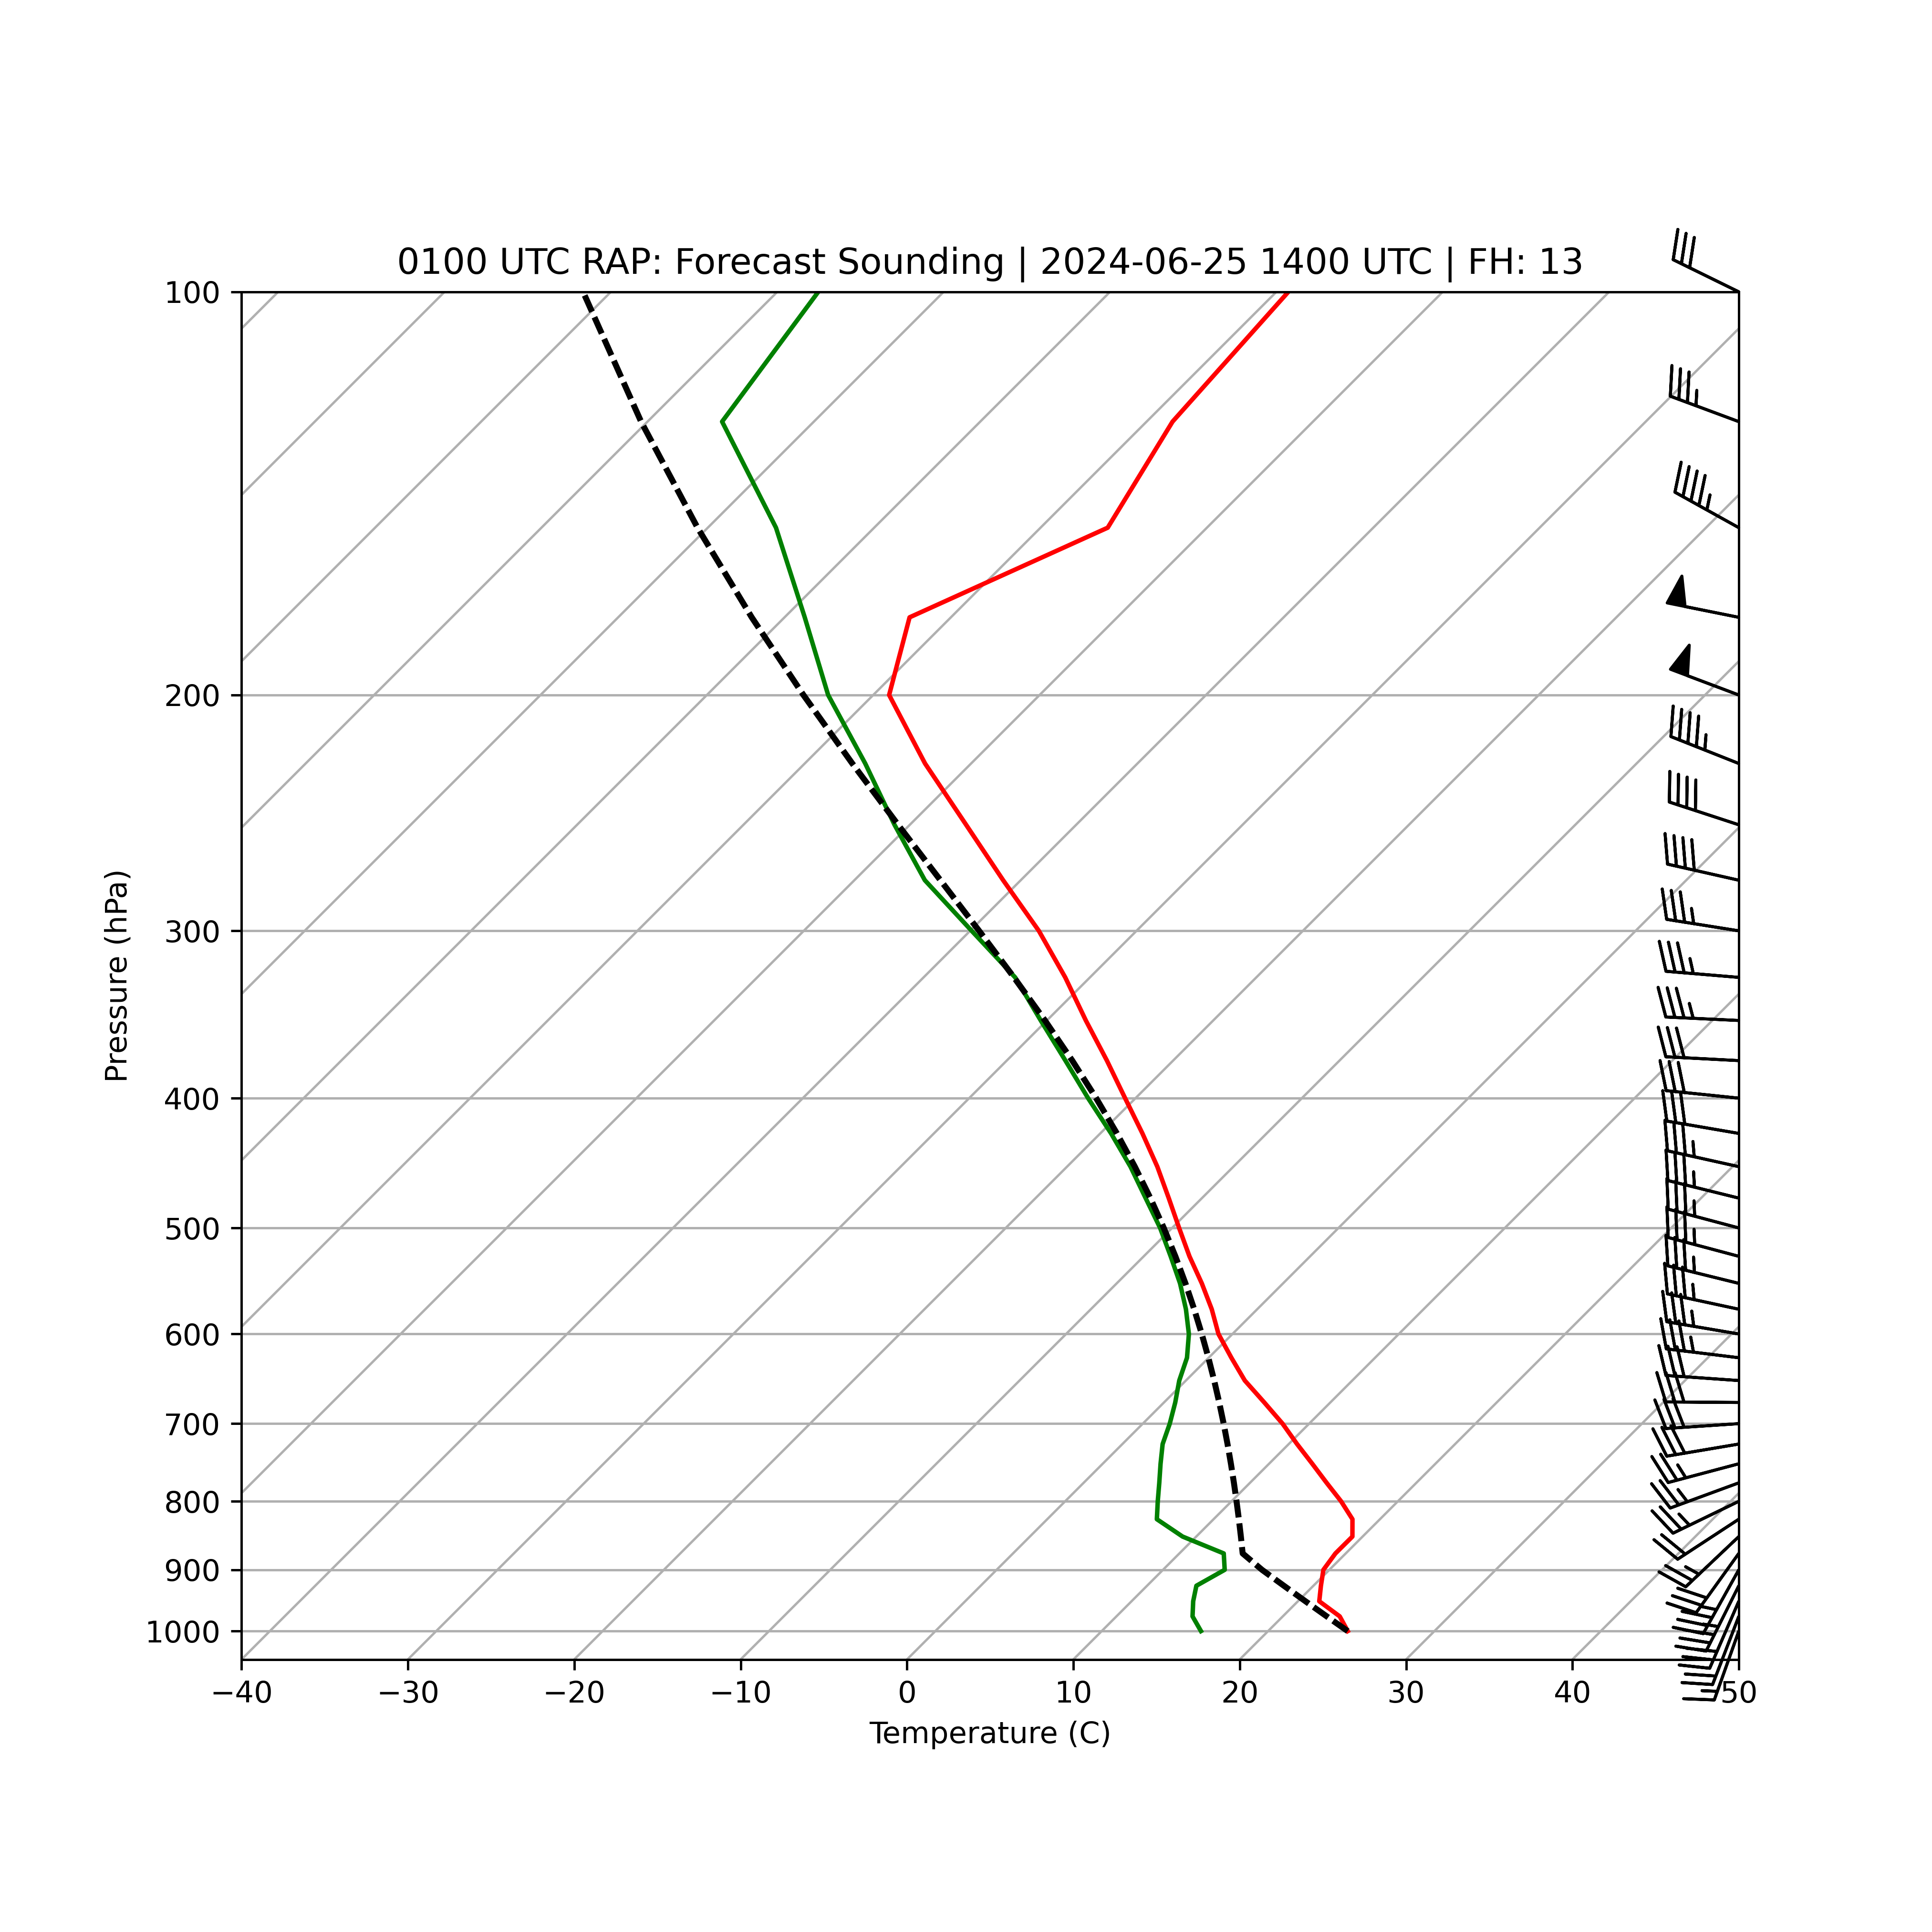 0100 UTC RAP: Forecast Sounding | 2024-06-25 1400 UTC | FH: 13
100
200
300
400
500
600
700
800
900
1000
Pressure (hPa)
−40 −30 −20 −10 0 10 20 30 40 50
Temperature (C)